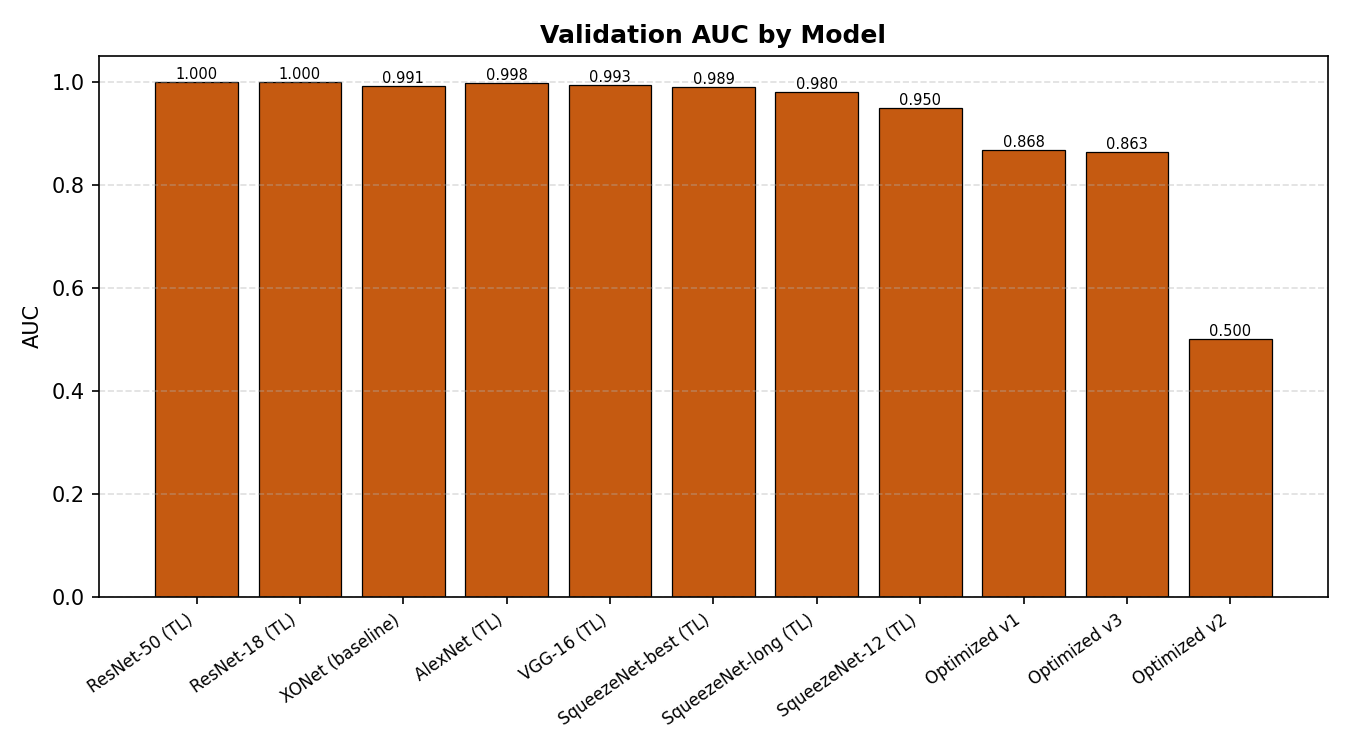 Validation AUC by Model
AUC
1.0
0.8
0.6
0.4
0.2
0.0
1.000
1.000
0.991
0.998
0.993
0.989
0.980
0.950
0.868
0.863
0.500
ResNet-50 (TL)
ResNet-18 (TL)
XONet (baseline)
AlexNet (TL)
VGG-16 (TL)
SqueezeNet-best (TL)
SqueezeNet-long (TL)
SqueezeNet-12 (TL)
Optimized v1
Optimized v3
Optimized v2